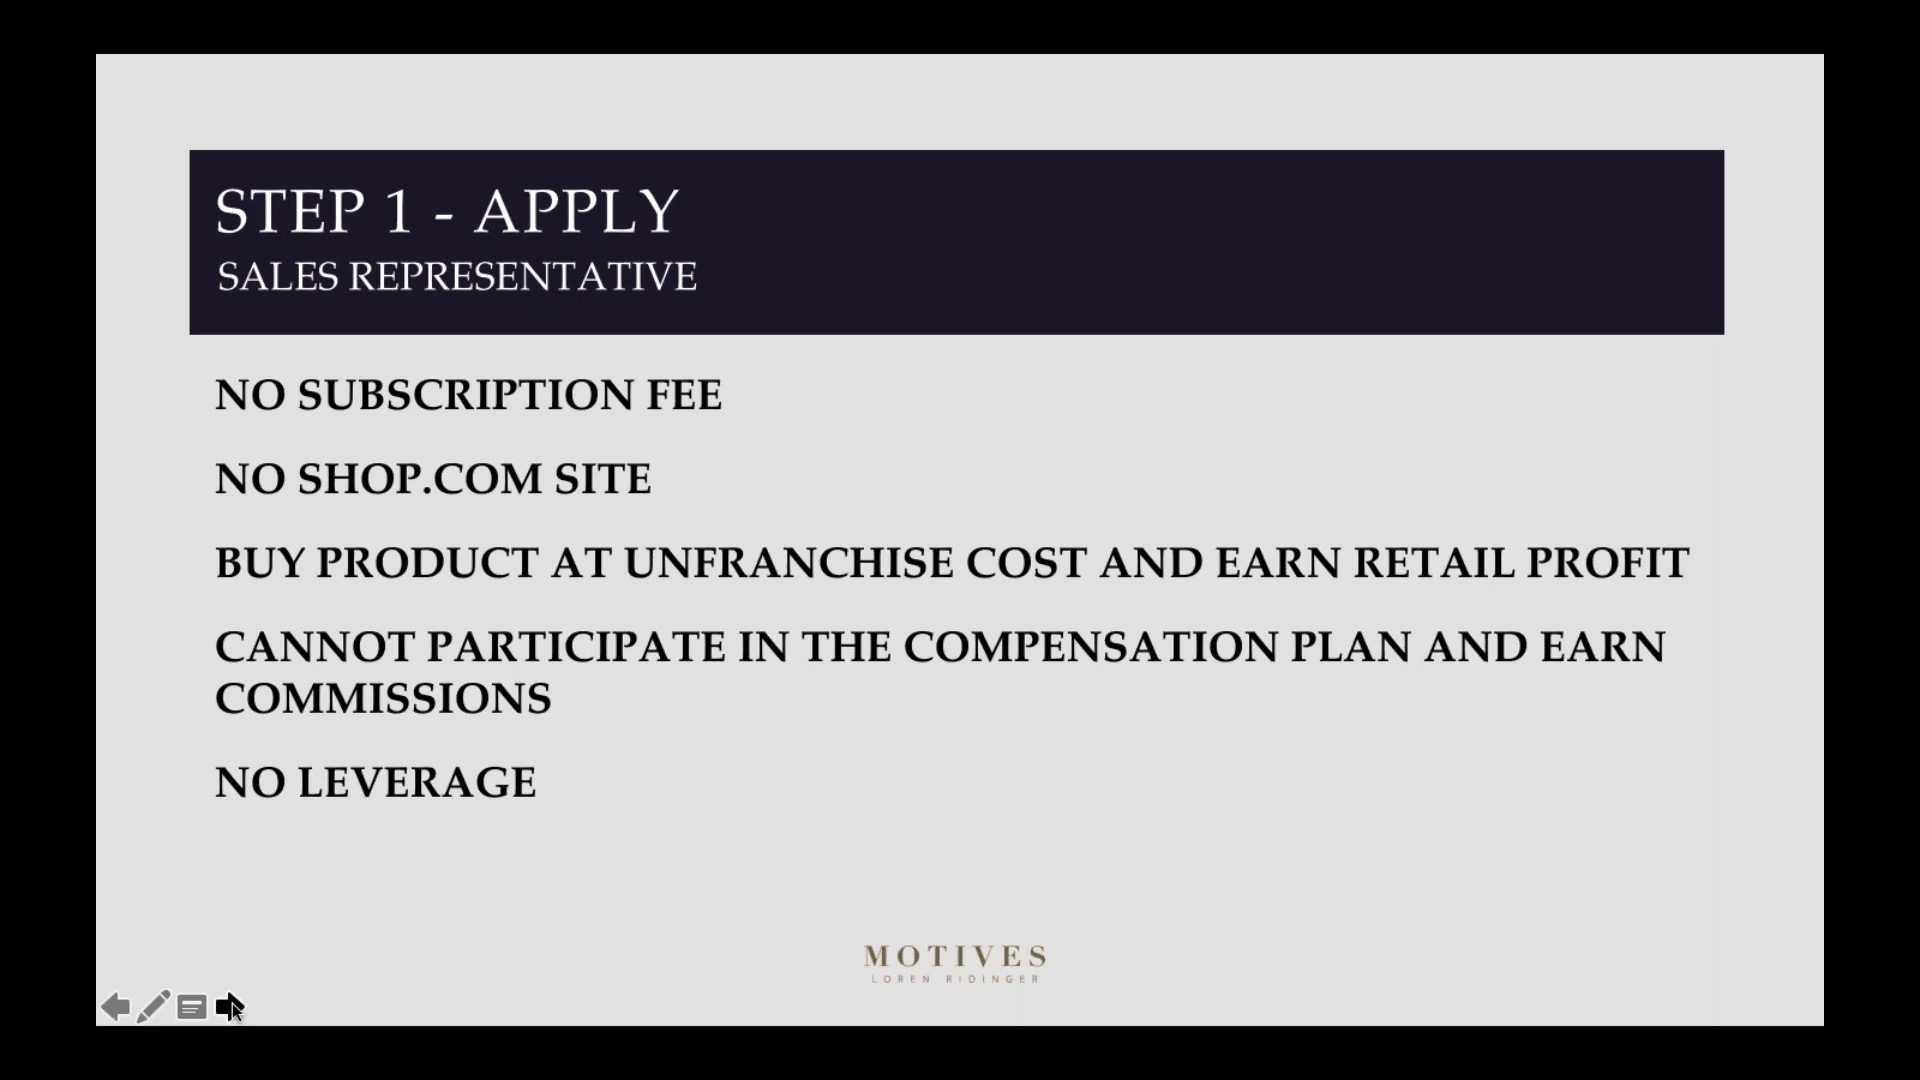 STEP 1 - APPLY
SALES REPRESENTATIVE
NO SUBSCRIPTION FEE
NO SHOP.COM SITE
BUY PRODUCT AT UNFRANCHISE COST AND EARN RETAIL PROFIT
CANNOT PARTICIPATE IN THE COMPENSATION PLAN AND EARN
COMMISSIONS
NO LEVERAGE
MOTIVES
LOREN RIDINGER